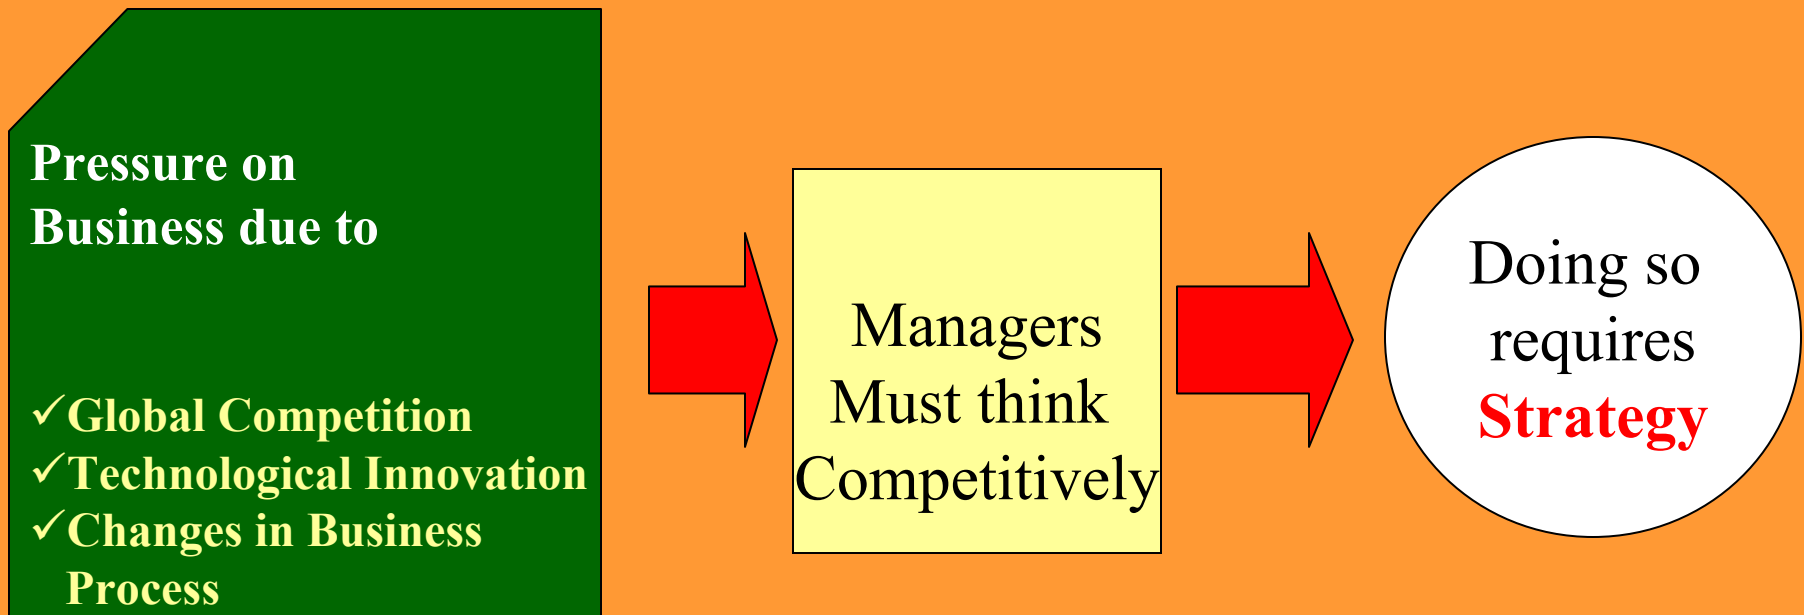 Pressure on
Business due to
✓Global Competition
✓Technological Innovation
✓Changes in Business
Process
Managers
Must think
Competitively
Doing so
requires
Strategy